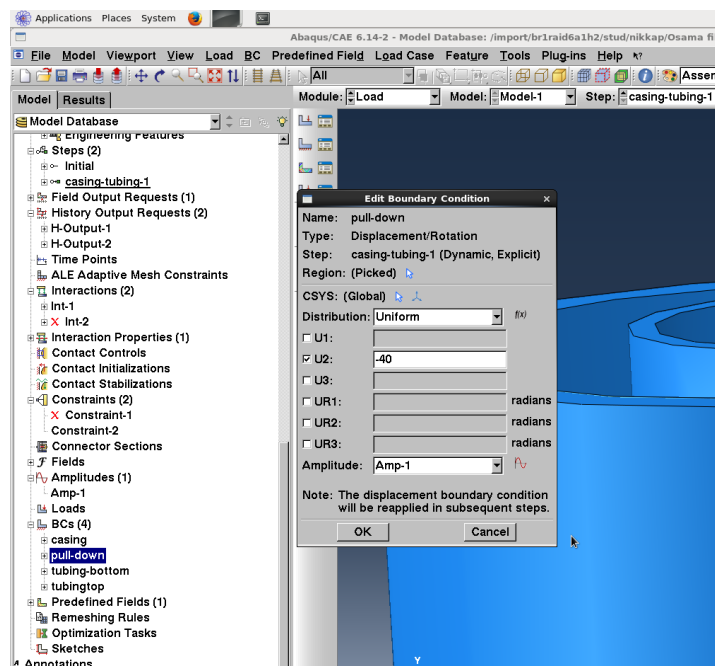 Applications Places System
Abaqus/CAE 6.14-2 - Model Database: /import/br1raid6a1h2/stud/nikkap/Osama fi
File Model Viewport View Load BC Predefined Field Load Case Feature Tools Plug-ins Help
All
Assem
Model Results
Module: Load Model: Model-1 Step: casing-tubing-1
Model Database
Engineering Features
Steps (2)
Initial
casing-tubing-1
Field Output Requests (1)
History Output Requests (2)
H-Output-1
H-Output-2
Time Points
ALE Adaptive Mesh Constraints
Interactions (2)
Int-1
X Int-2
Interaction Properties (1)
Contact Controls
Contact Initializations
Contact Stabilizations
Constraints (2)
X Constraint-1
Constraint-2
Connector Sections
Fields
Amplitudes (1)
Amp-1
Loads
BCs (4)
casing
pull-down
tubing-bottom
tubingtop
Predefined Fields (1)
Remeshing Rules
Optimization Tasks
Sketches
Annotations
Edit Boundary Condition
Name: pull-down
Type: Displacement/Rotation
Step: casing-tubing-1 (Dynamic, Explicit)
Region: (Picked)
CSYS: (Global)
Distribution: Uniform f(x)
U1:
U2: -40
U3:
UR1: radians
UR2: radians
UR3: radians
Amplitude: Amp-1
Note: The displacement boundary condition
will be reapplied in subsequent steps.
OK Cancel
Y